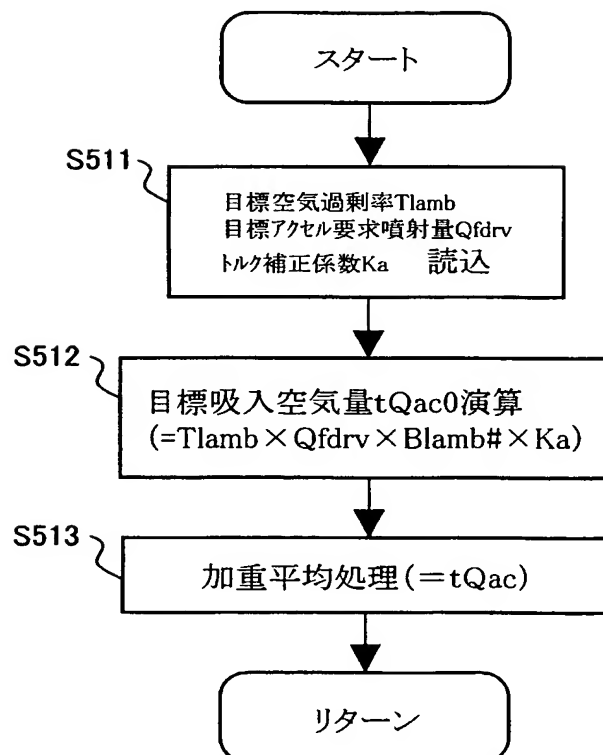 スタート
S511
目標空気過剰率Tlamb
目標アクセル要求噴射量Qfdrv
トルク補正係数Ka 読込
S512
目標吸入空気量tQac0演算
(=Tlamb×Qfdrv×Blamb#×Ka)
S513
加重平均処理(=tQac)
リターン